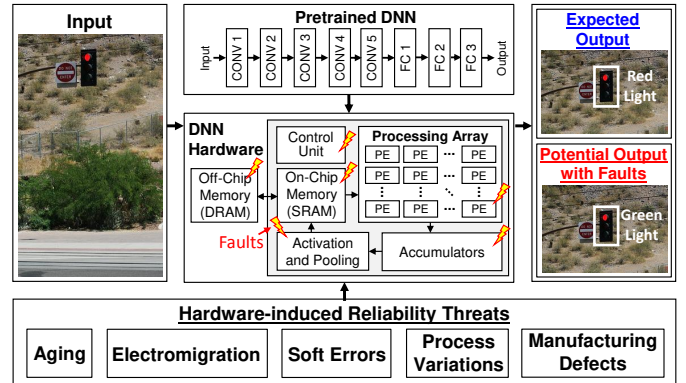 Input
Pretrained DNN
Input
CONV 1
CONV 2
CONV 3
CONV 4
CONV 5
FC 1
FC 2
FC 3
Output
DNN
Hardware
Control
Unit
Processing Array
PE PE ... PE
PE PE ... PE
PE PE ... PE
Off-Chip
Memory
(DRAM)
On-Chip
Memory
(SRAM)
Faults
Activation
and Pooling
Accumulators
Expected
Output
Red
Light
Potential Output
with Faults
Green
Light
Hardware-induced Reliability Threats
Aging
Electromigration
Soft Errors
Process
Variations
Manufacturing
Defects